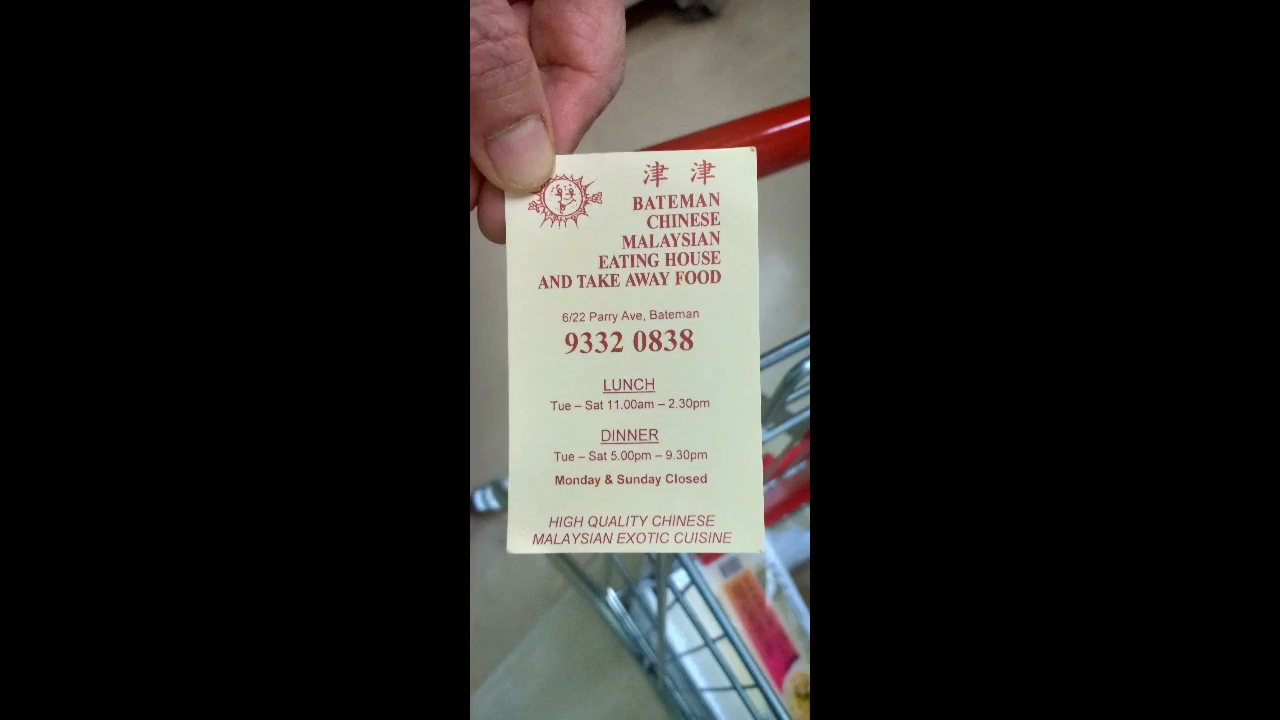 津 津
BATEMAN
CHINESE
MALAYSIAN
EATING HOUSE
AND TAKE AWAY FOOD
6/22 Parry Ave, Bateman
9332 0838
LUNCH
Tue – Sat 11.00am – 2.30pm
DINNER
Tue – Sat 5.00pm – 9.30pm
Monday & Sunday Closed
HIGH QUALITY CHINESE
MALAYSIAN EXOTIC CUISINE